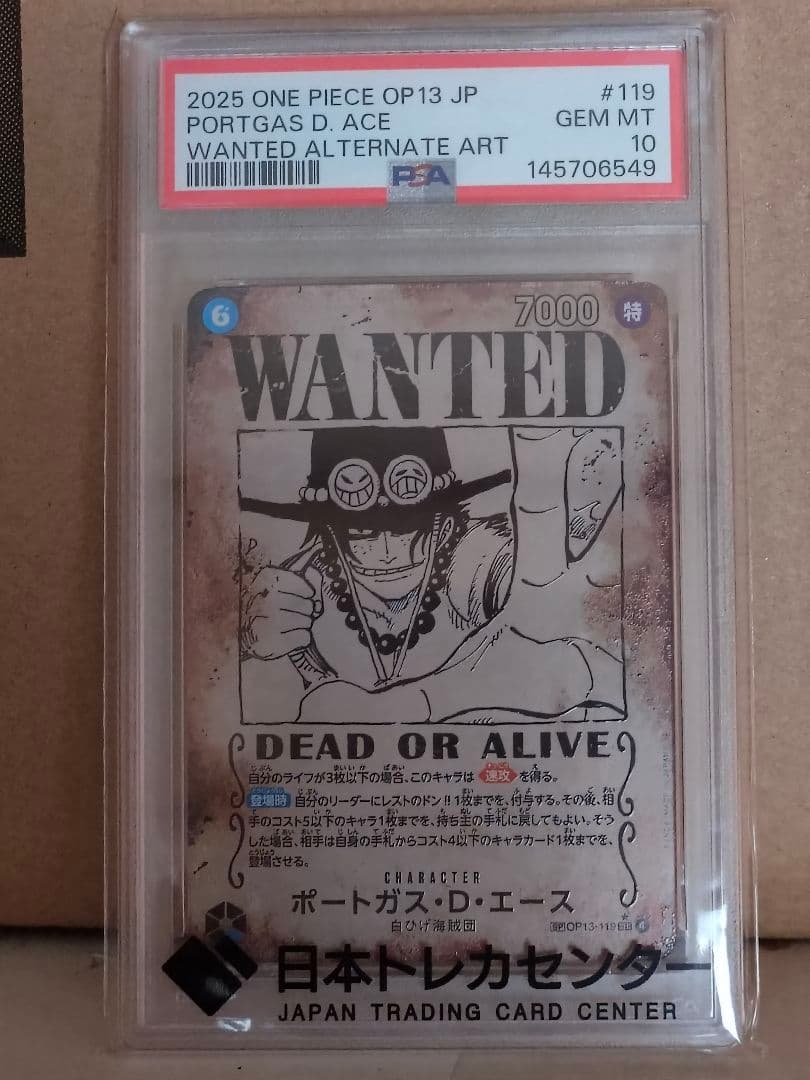 2025 ONE PIECE OP13 JP #119
PORTGAS D. ACE GEM MT
WANTED ALTERNATE ART 10
PSA 145706549
6 7000 特
WANTED
DEAD OR ALIVE
自分のライフが3枚以下の場合、このキャラは 速攻 を得る。
登場時 自分のリーダーにレストのドン!!1枚までを、付与する。その後、相
手のコスト5以下のキャラ1枚までを、持ち主の手札に戻してもよい。そう
した場合、相手は自身の手札からコスト4以下のキャラカード1枚までを、
登場させる。
CHARACTER
ポートガス・D・エース
白ひげ海賊団
OP13-119
日本トレカセンター
JAPAN TRADING CARD CENTER